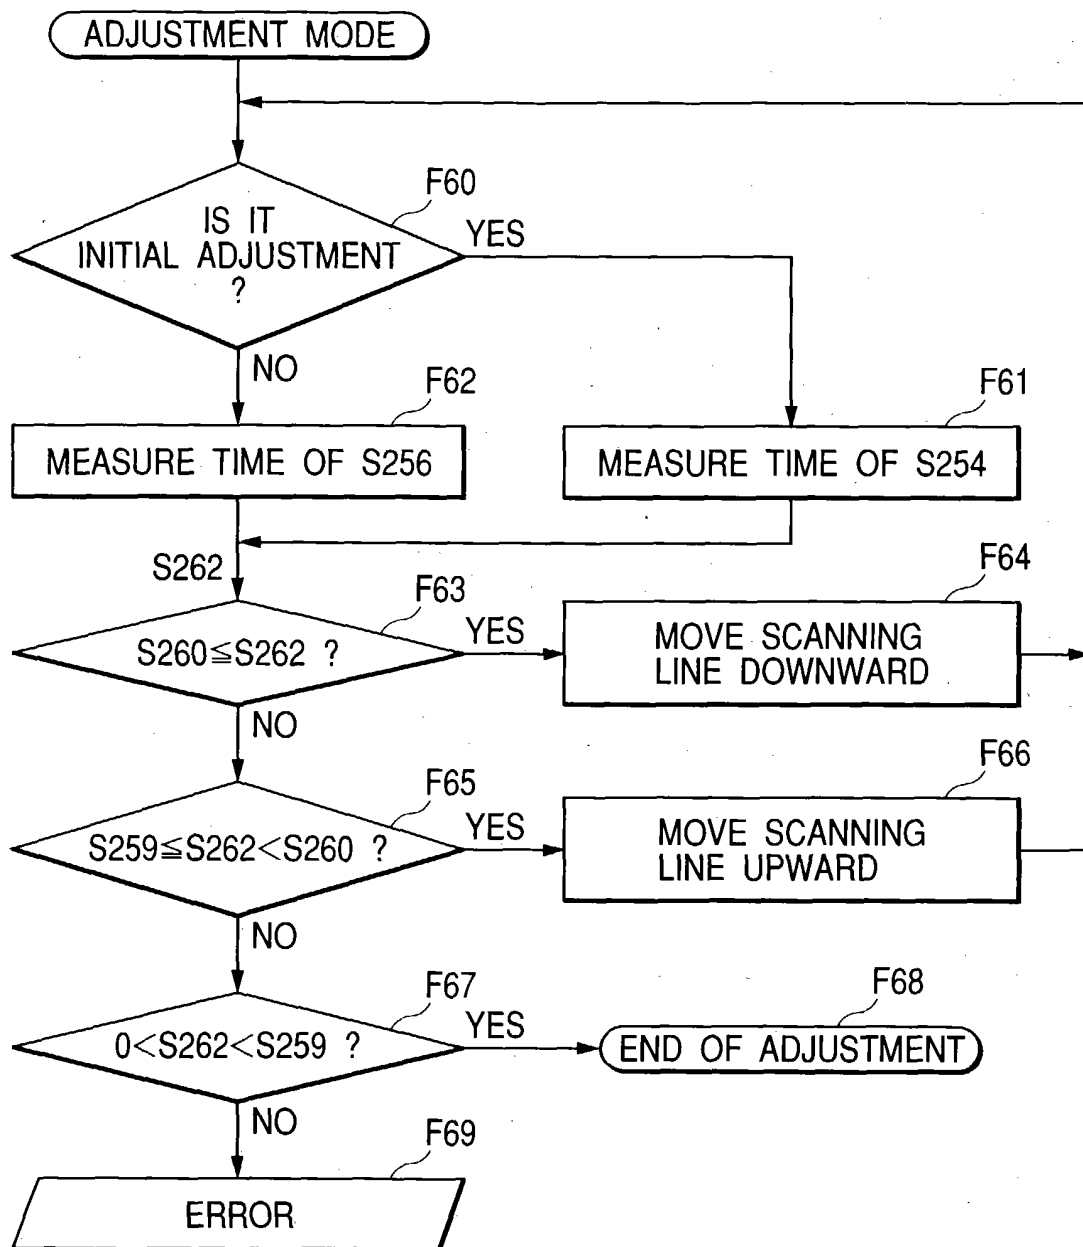 ADJUSTMENT MODE
F60
IS IT
INITIAL ADJUSTMENT
?
YES
NO
F62
F61
MEASURE TIME OF S256
MEASURE TIME OF S254
S262
F63
F64
S260≦S262 ?
YES
MOVE SCANNING
LINE DOWNWARD
NO
F65
F66
S259≦S262<S260 ?
YES
MOVE SCANNING
LINE UPWARD
NO
F67
F68
0<S262<S259 ?
YES
END OF ADJUSTMENT
NO
F69
ERROR